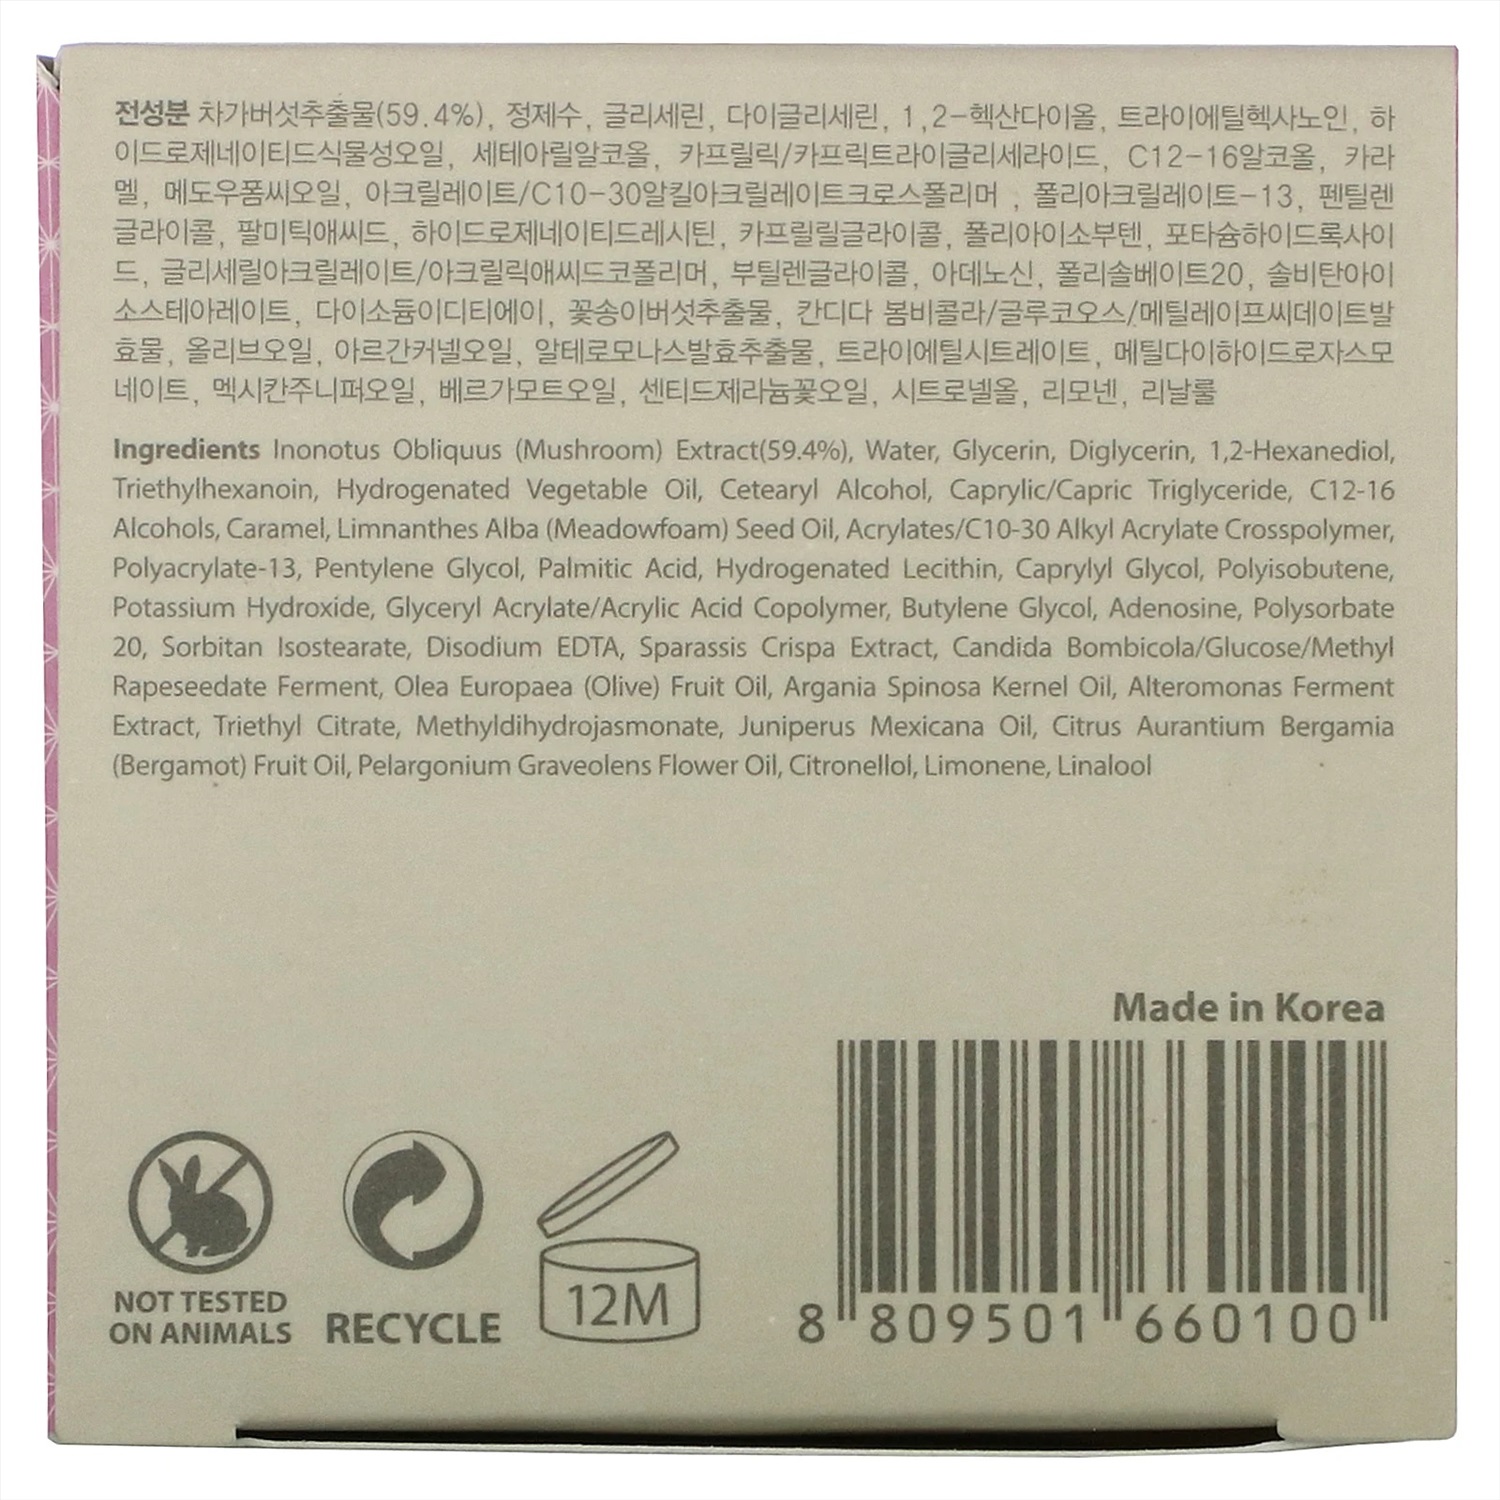 전성분 차가버섯추출물(59.4%), 정제수, 글리세린, 다이글리세린, 1,2-헥산다이올, 트라이에틸헥사노인, 하
이드로제네이티드식물성오일, 세테아릴알코올, 카프릴릭/카프릭트라이글리세라이드, C12-16알코올, 카라
멜, 메도우폼씨오일, 아크릴레이트/C10-30알킬아크릴레이트크로스폴리머 , 폴리아크릴레이트-13, 펜틸렌
글라이콜, 팔미틱애씨드, 하이드로제네이티드레시틴, 카프릴릴글라이콜, 폴리아이소부텐, 포타슘하이드록사이
드, 글리세릴아크릴레이트/아크릴릭애씨드코폴리머, 부틸렌글라이콜, 아데노신, 폴리솔베이트20, 솔비탄아이
소스테아레이트, 다이소듐이디티에이, 꽃송이버섯추출물, 칸디다 봄비콜라/글루코오스/메틸레이프씨데이트발
효물, 올리브오일, 아르간커넬오일, 알테로모나스발효추출물, 트라이에틸시트레이트, 메틸다이하이드로자스모
네이트, 멕시칸주니퍼오일, 베르가모트오일, 센티드제라늄꽃오일, 시트로넬올, 리모넨, 리날룰
Ingredients Inonotus Obliquus (Mushroom) Extract(59.4%), Water, Glycerin, Diglycerin, 1,2-Hexanediol,
Triethylhexanoin, Hydrogenated Vegetable Oil, Cetearyl Alcohol, Caprylic/Capric Triglyceride, C12-16
Alcohols, Caramel, Limnanthes Alba (Meadowfoam) Seed Oil, Acrylates/C10-30 Alkyl Acrylate Crosspolymer,
Polyacrylate-13, Pentylene Glycol, Palmitic Acid, Hydrogenated Lecithin, Caprylyl Glycol, Polyisobutene,
Potassium Hydroxide, Glyceryl Acrylate/Acrylic Acid Copolymer, Butylene Glycol, Adenosine, Polysorbate
20, Sorbitan Isostearate, Disodium EDTA, Sparassis Crispa Extract, Candida Bombicola/Glucose/Methyl
Rapeseedate Ferment, Olea Europaea (Olive) Fruit Oil, Argania Spinosa Kernel Oil, Alteromonas Ferment
Extract, Triethyl Citrate, Methyldihydrojasmonate, Juniperus Mexicana Oil, Citrus Aurantium Bergamia
(Bergamot) Fruit Oil, Pelargonium Graveolens Flower Oil, Citronellol, Limonene, Linalool
Made in Korea
NOT TESTED
ON ANIMALS
RECYCLE
12M
8 809501 660100